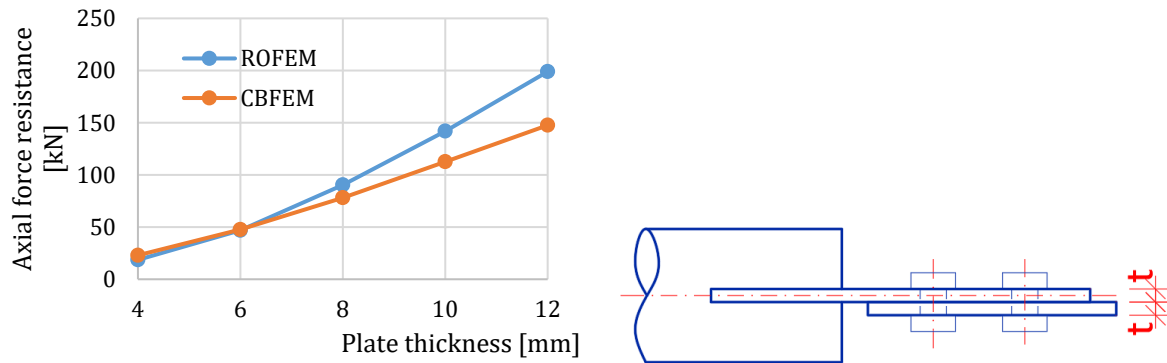 250
200
150
100
50
0
Axial force resistance
[kN]
ROFEM
CBFEM
4 6 8 10 12
Plate thickness [mm]
t
t